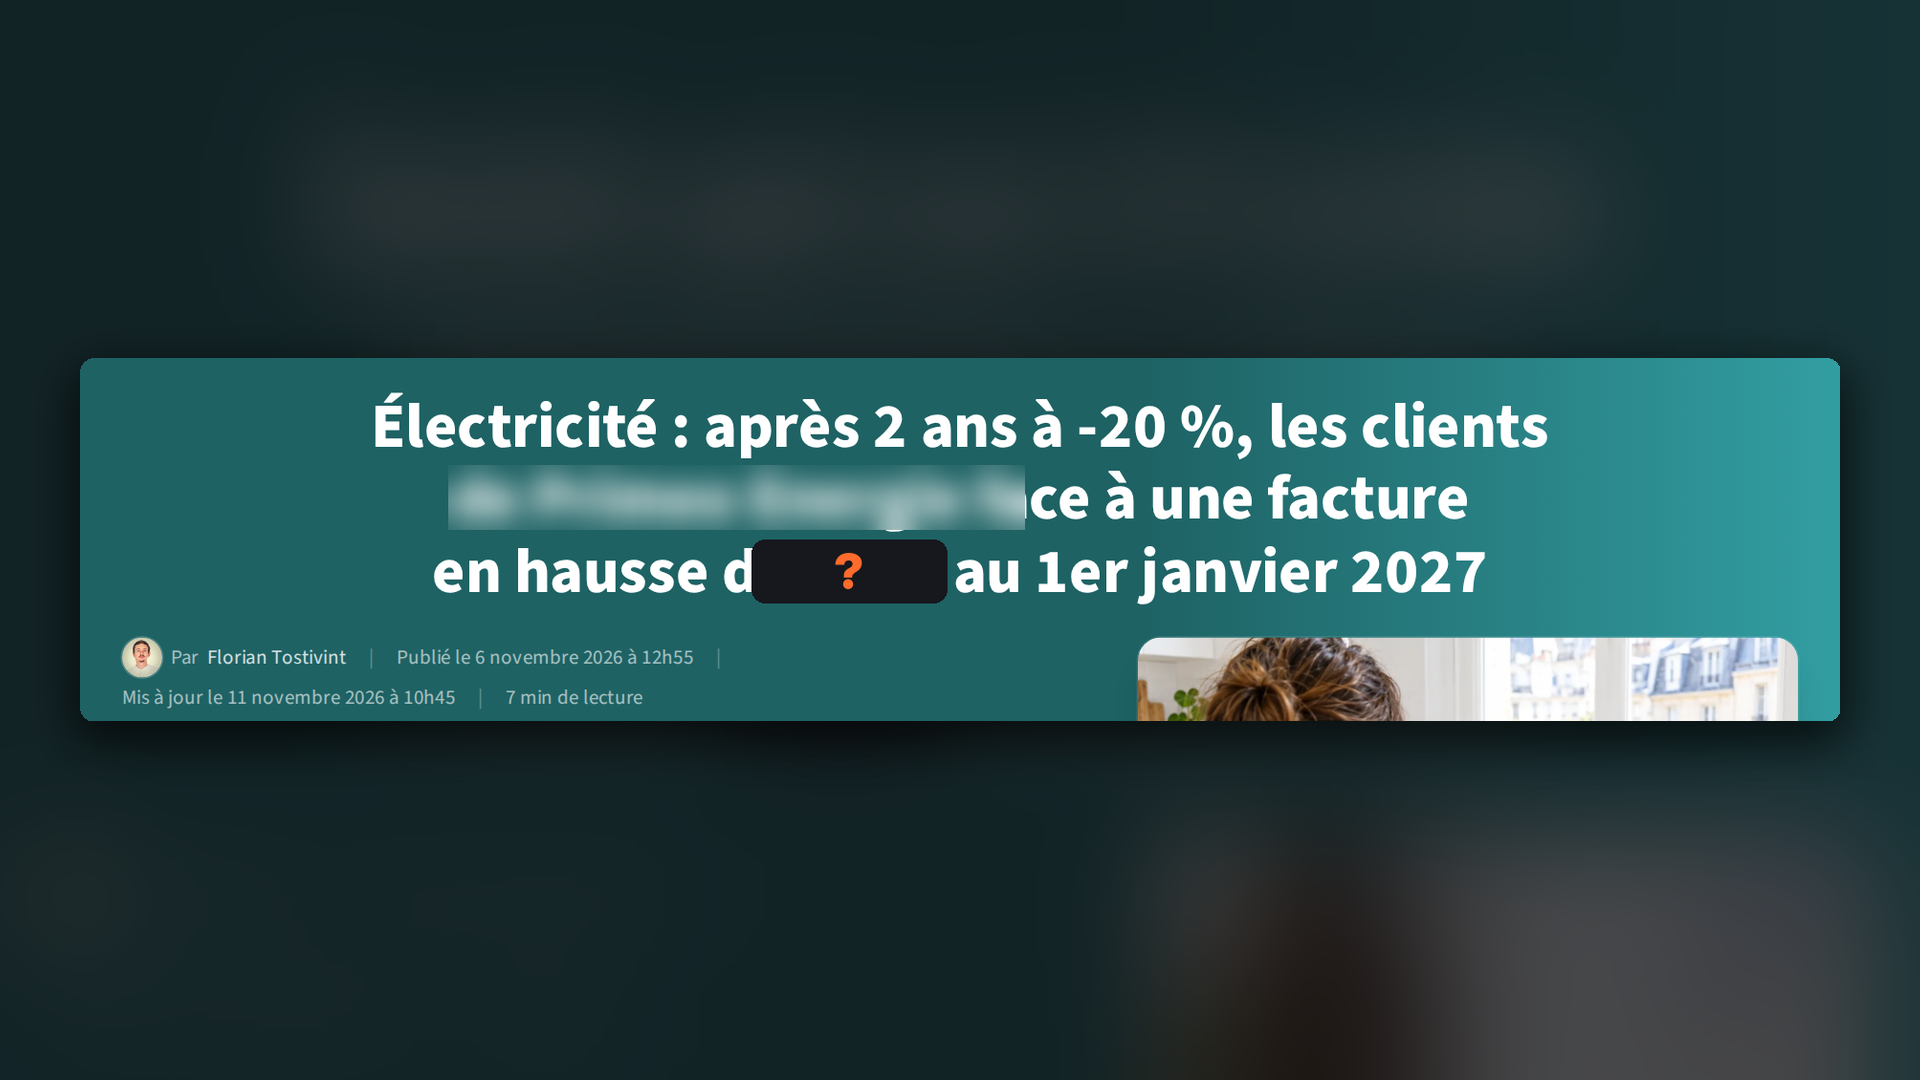 Électricité : après 2 ans à -20 %, les clients
à une facture
en hausse ? au 1er janvier 2027
Par Florian Tostivint | Publié le 6 novembre 2026 à 12h55 |
Mis à jour le 11 novembre 2026 à 10h45 | 7 min de lecture